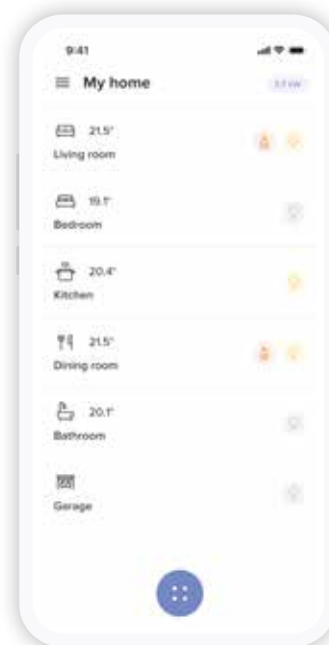 9:41
My home
21.5°
Living room
19.1°
Bedroom
20.4°
Kitchen
21.5°
Dining room
20.1°
Bathroom
Garage